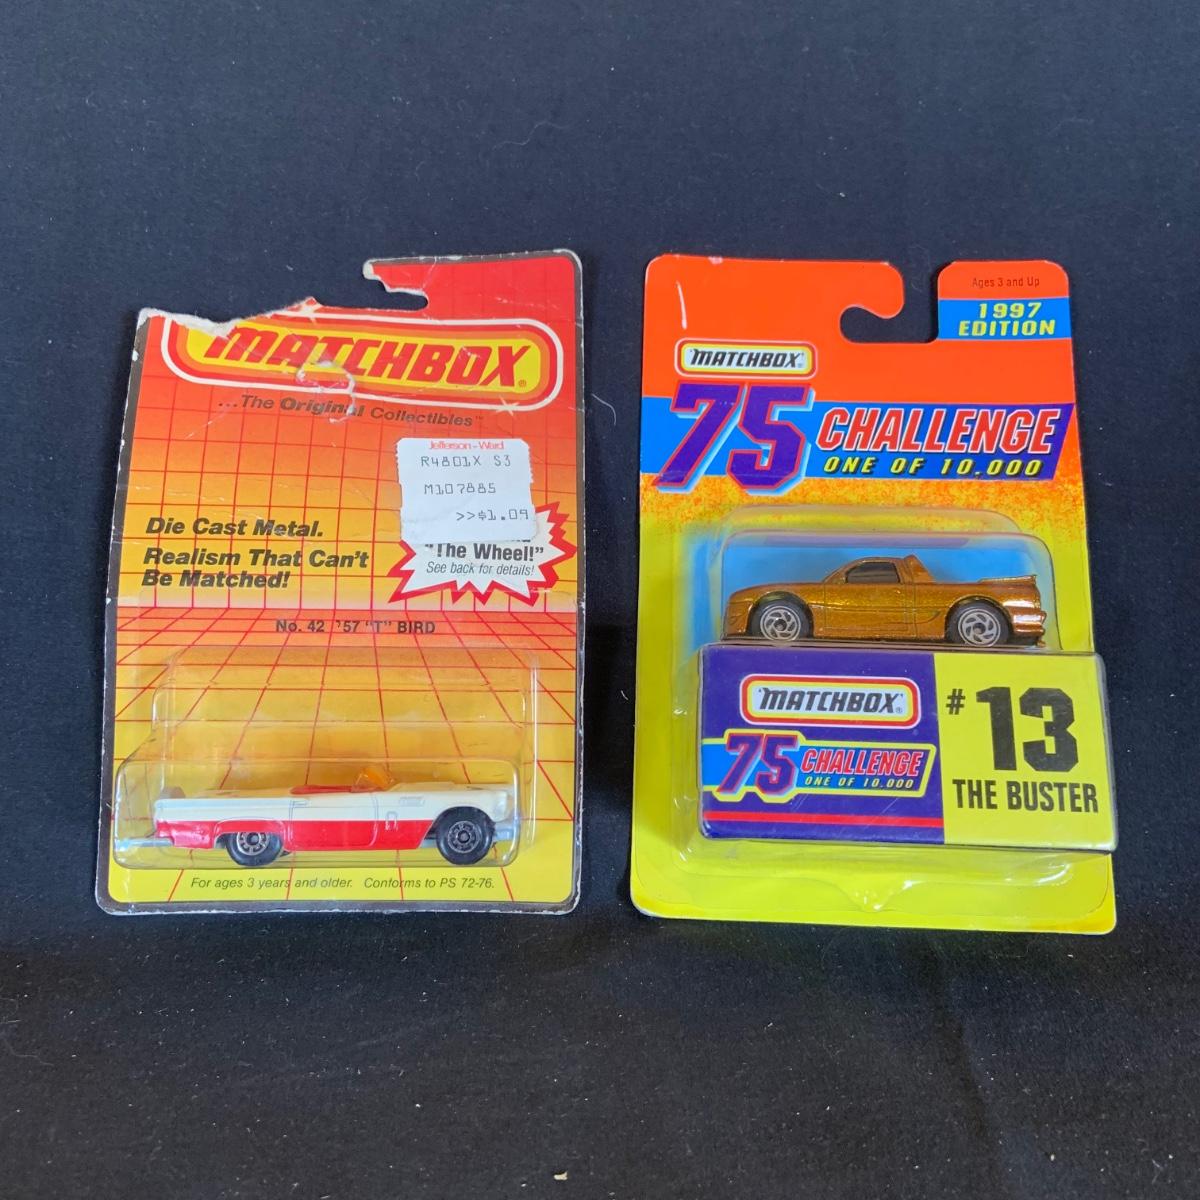 MATCHBOX®
...The Original Collectibles™
Jefferson-Ward
R4801X S3
M107885
>>$1.09
Die Cast Metal.
Realism That Can't
Be Matched!
"The Wheel!"
See back for details!
No. 42 '57 "T" BIRD
For ages 3 years and older. Conforms to PS 72-76.
Ages 3 and Up
1997
EDITION
"MATCHBOX"®
75 CHALLENGE
ONE OF 10,000
"MATCHBOX"®
75 CHALLENGE
ONE OF 10,000
#13
THE BUSTER